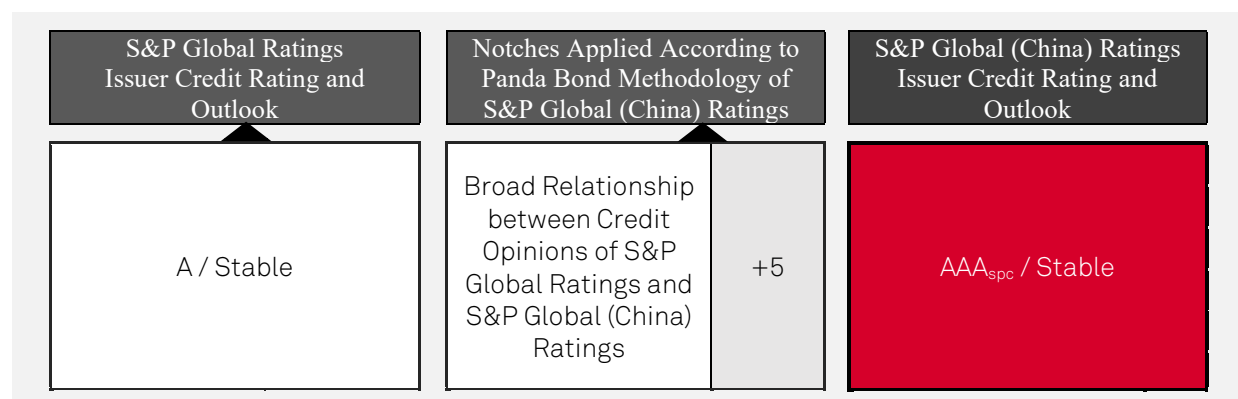 S&P Global Ratings
Issuer Credit Rating and
Outlook
Notches Applied According to
Panda Bond Methodology of
S&P Global (China) Ratings
S&P Global (China) Ratings
Issuer Credit Rating and
Outlook
A / Stable
Broad Relationship
between Credit
Opinions of S&P
Global Ratings and
S&P Global (China)
Ratings
+5
AAAspc / Stable